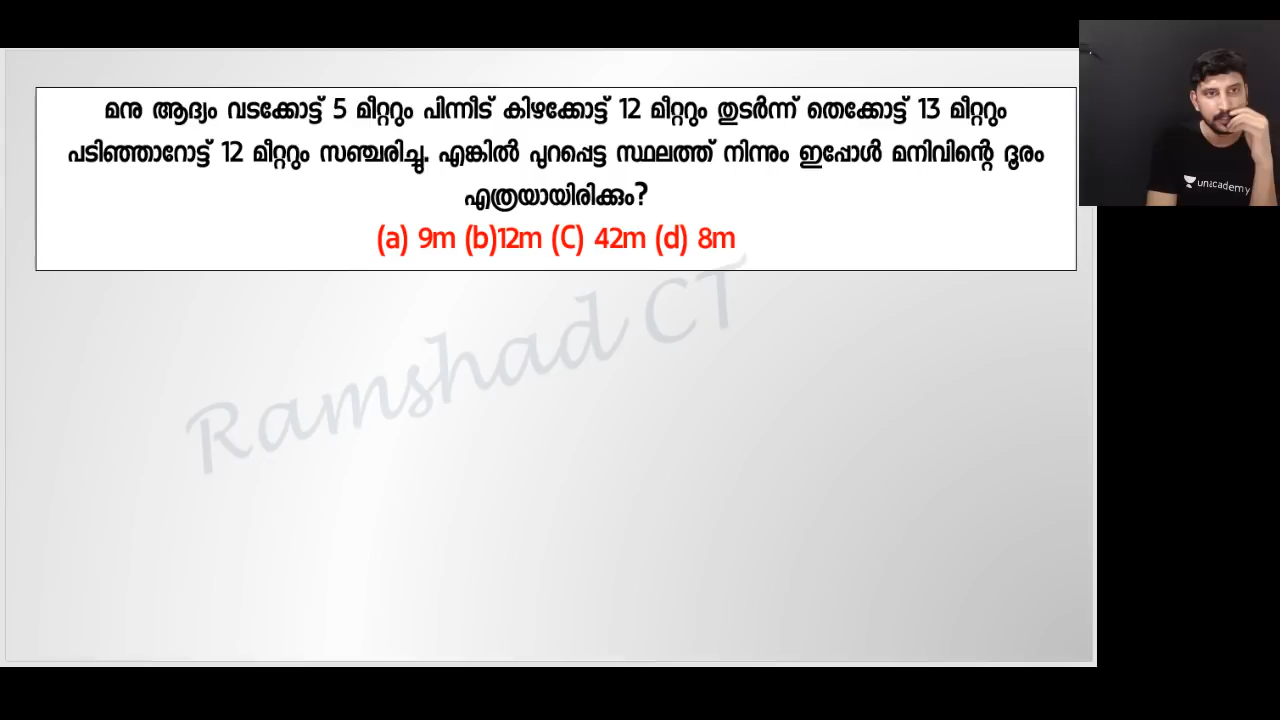 മനു ആദ്യം വടക്കോട്ട് 5 മീറ്ററും പിന്നീട് കിഴക്കോട്ട് 12 മീറ്ററും തുടർന്ന് തെക്കോട്ട് 13 മീറ്ററും
പടിഞ്ഞാറോട്ട് 12 മീറ്ററും സഞ്ചരിച്ചു. എങ്കിൽ പുറപ്പെട്ട സ്ഥലത്ത് നിന്നും ഇപ്പോൾ മനിവിന്റെ ദൂരം
എത്രയായിരിക്കും?
(a) 9m (b)12m (C) 42m (d) 8m
Ramshad CT
unacademy